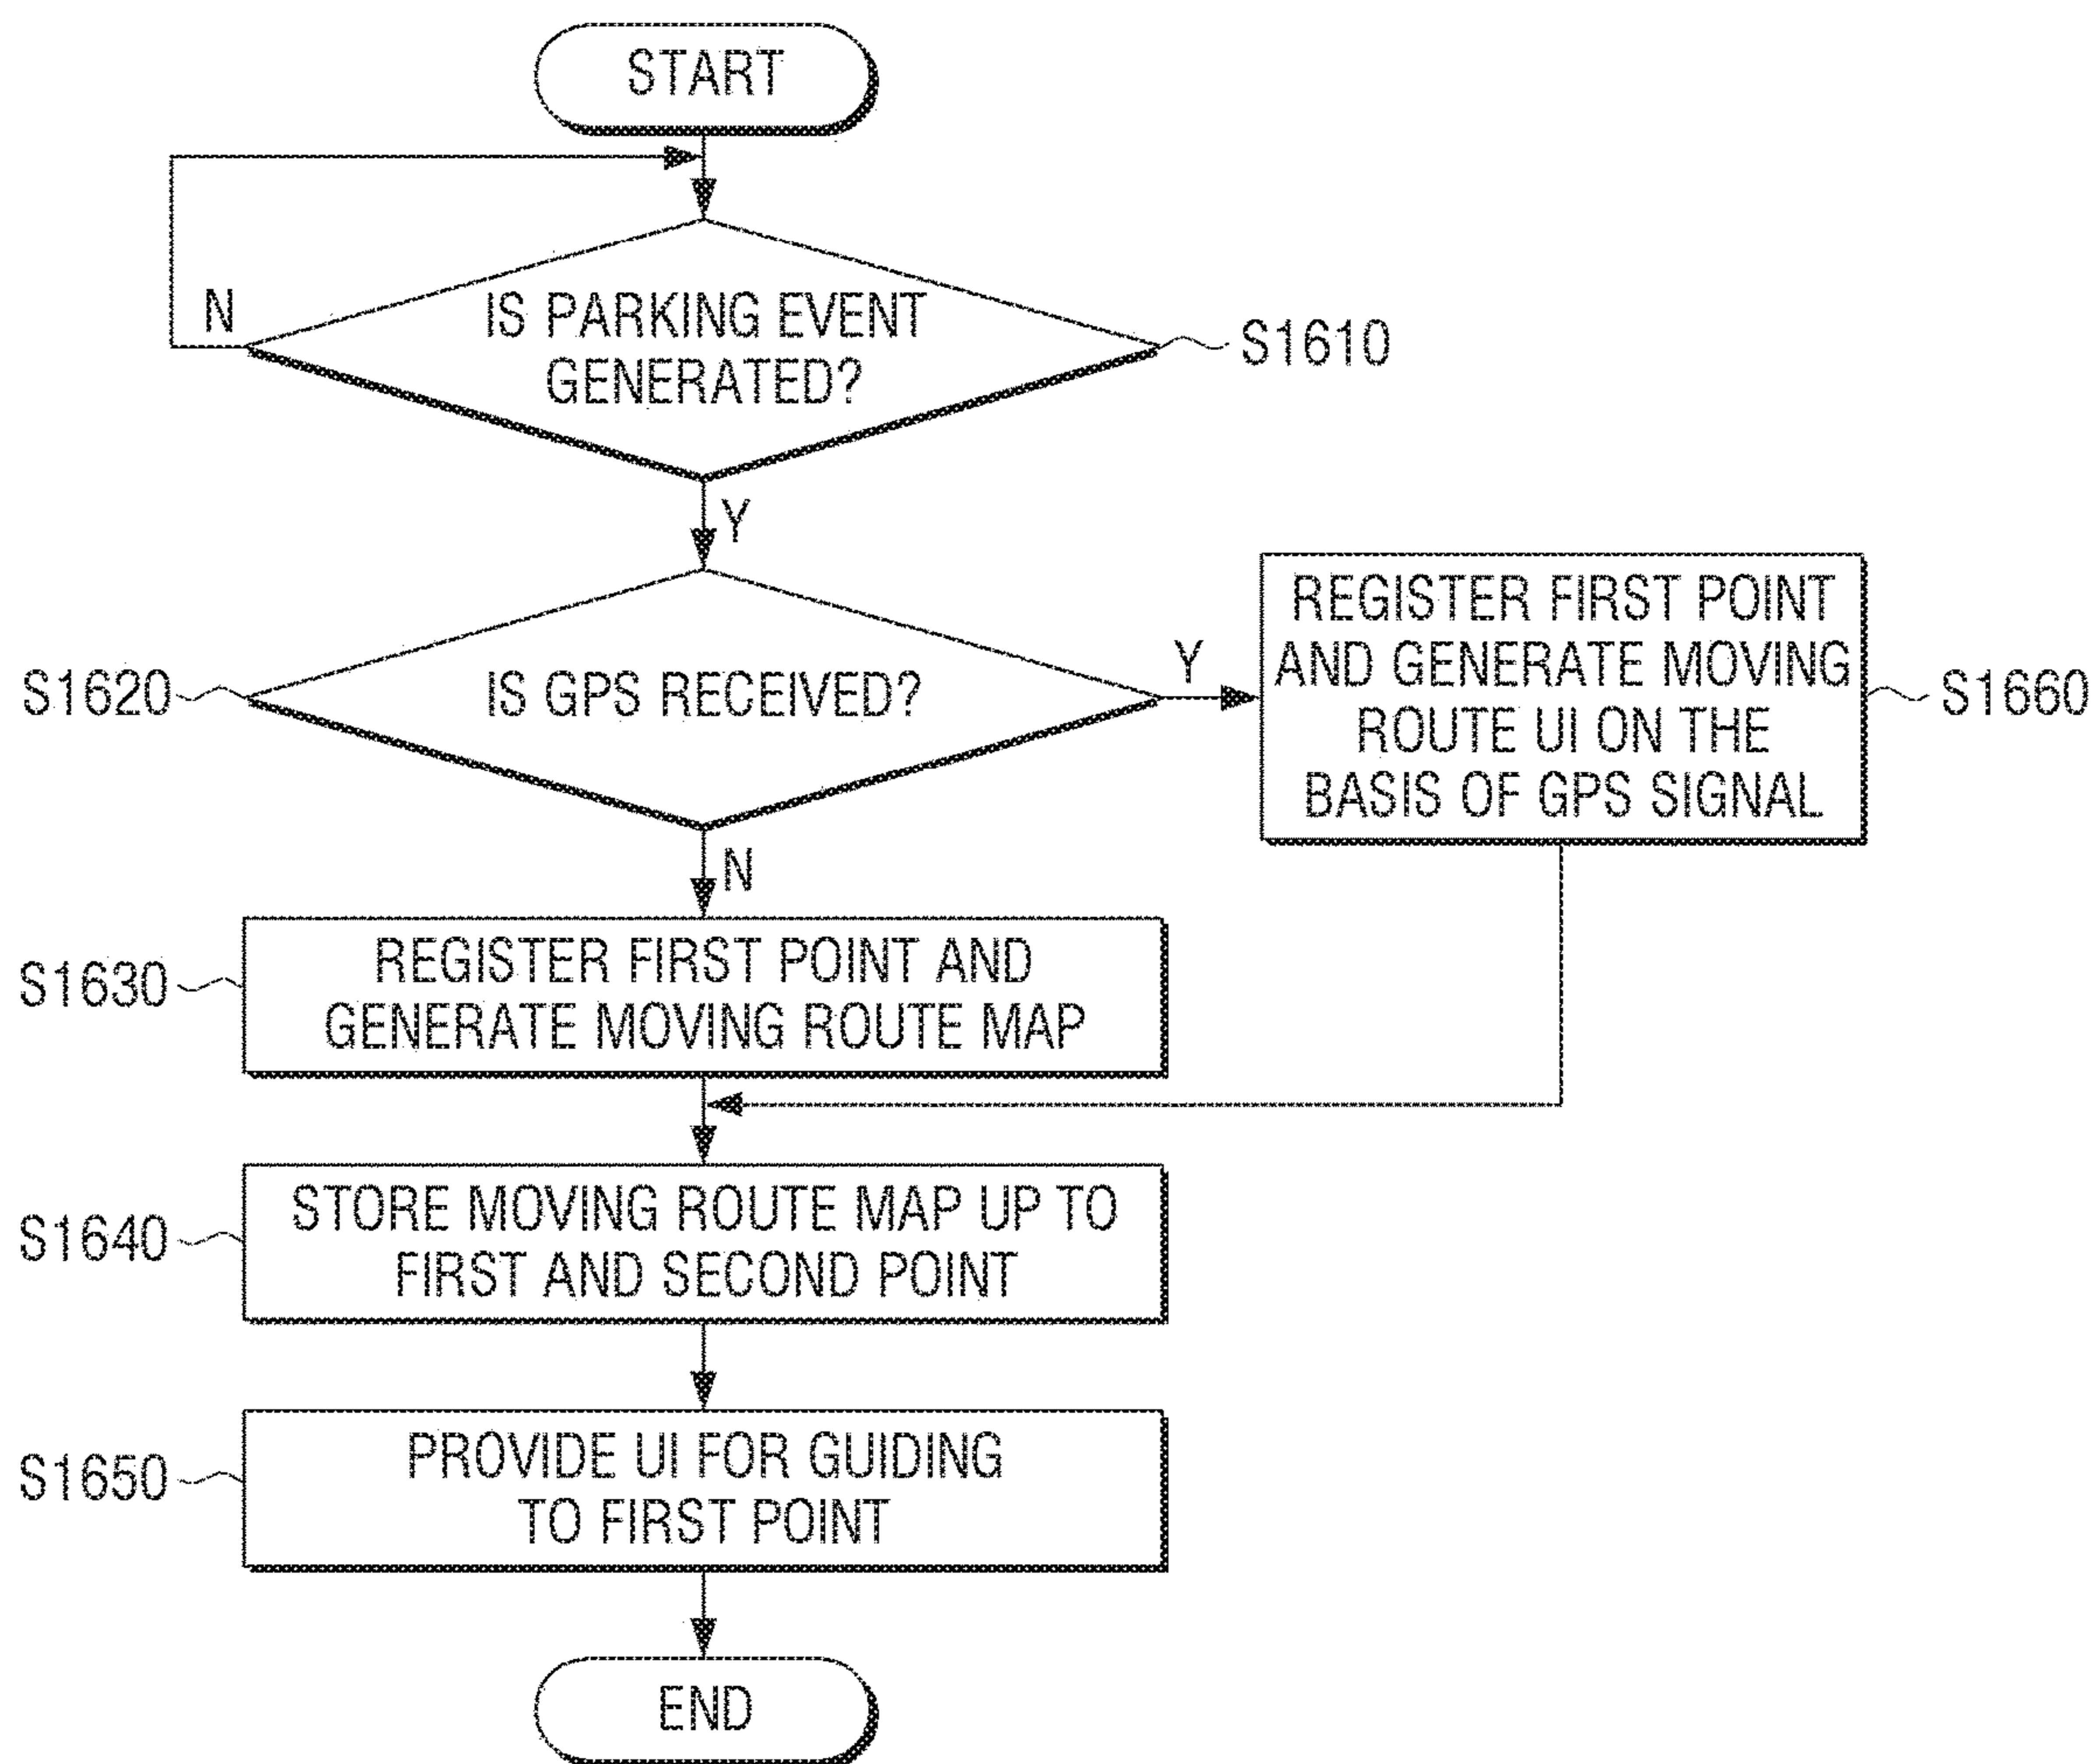 START
N
IS PARKING EVENT
GENERATED?
S1610
Y
S1620
IS GPS RECEIVED?
Y
REGISTER FIRST POINT
AND GENERATE MOVING
ROUTE UI ON THE
BASIS OF GPS SIGNAL
S1660
N
S1630
REGISTER FIRST POINT AND
GENERATE MOVING ROUTE MAP
S1640
STORE MOVING ROUTE MAP UP TO
FIRST AND SECOND POINT
S1650
PROVIDE UI FOR GUIDING
TO FIRST POINT
END